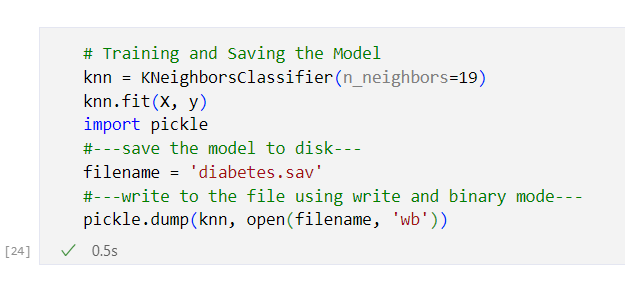 # Training and Saving the Model
knn = KNeighborsClassifier(n_neighbors=19)
knn.fit(X, y)
import pickle
#---save the model to disk---
filename = 'diabetes.sav'
#---write to the file using write and binary mode---
pickle.dump(knn, open(filename, 'wb'))
[24] ✓ 0.5s